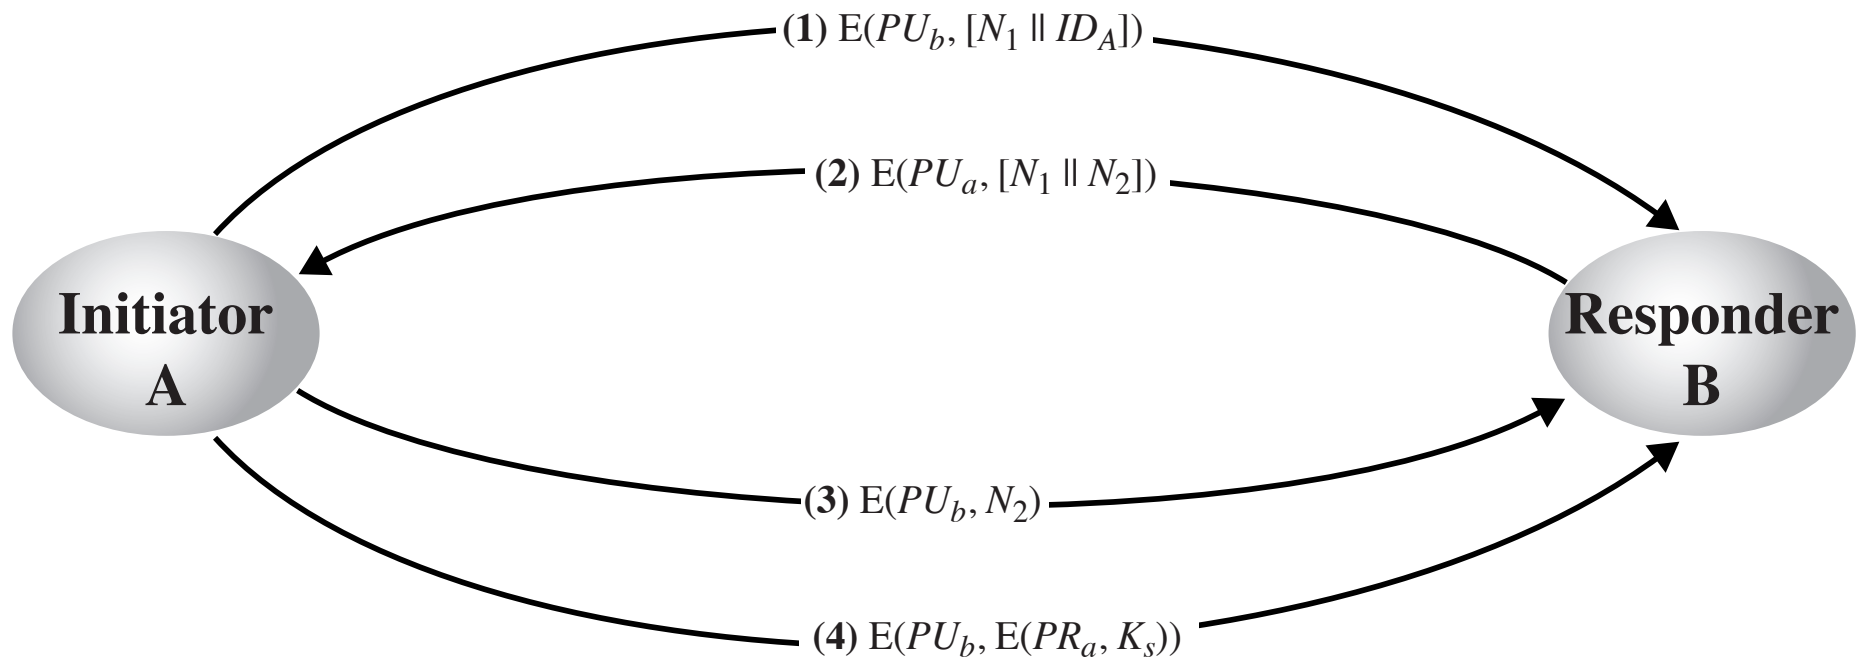 (1) E(PU_b, [N_1 || ID_A])
(2) E(PU_a, [N_1 || N_2])
Initiator
A
Responder
B
(3) E(PU_b, N_2)
(4) E(PU_b, E(PR_a, K_s))